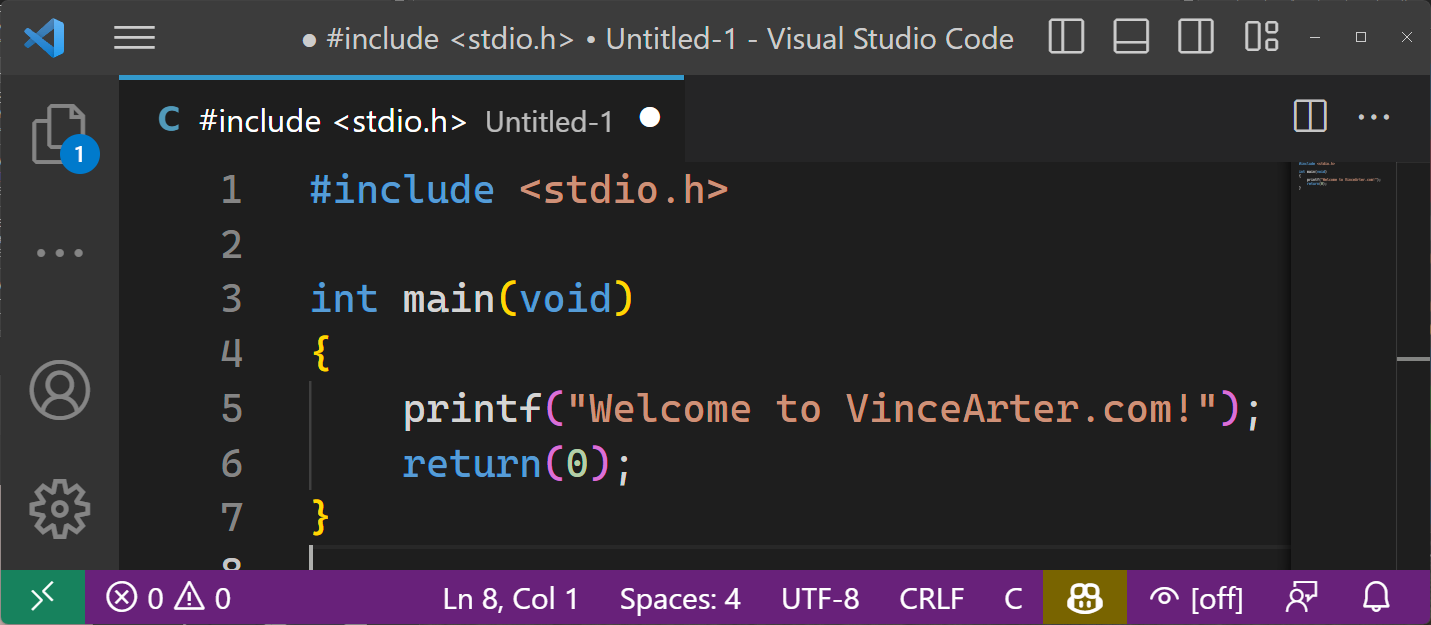 ● #include <stdio.h> • Untitled-1 - Visual Studio Code
1
C #include <stdio.h> Untitled-1 ●
1 #include <stdio.h>
2
3 int main(void)
4 {
5     printf("Welcome to VinceArter.com!");
6     return(0);
7 }
8
0 0 Ln 8, Col 1 Spaces: 4 UTF-8 CRLF C [off]